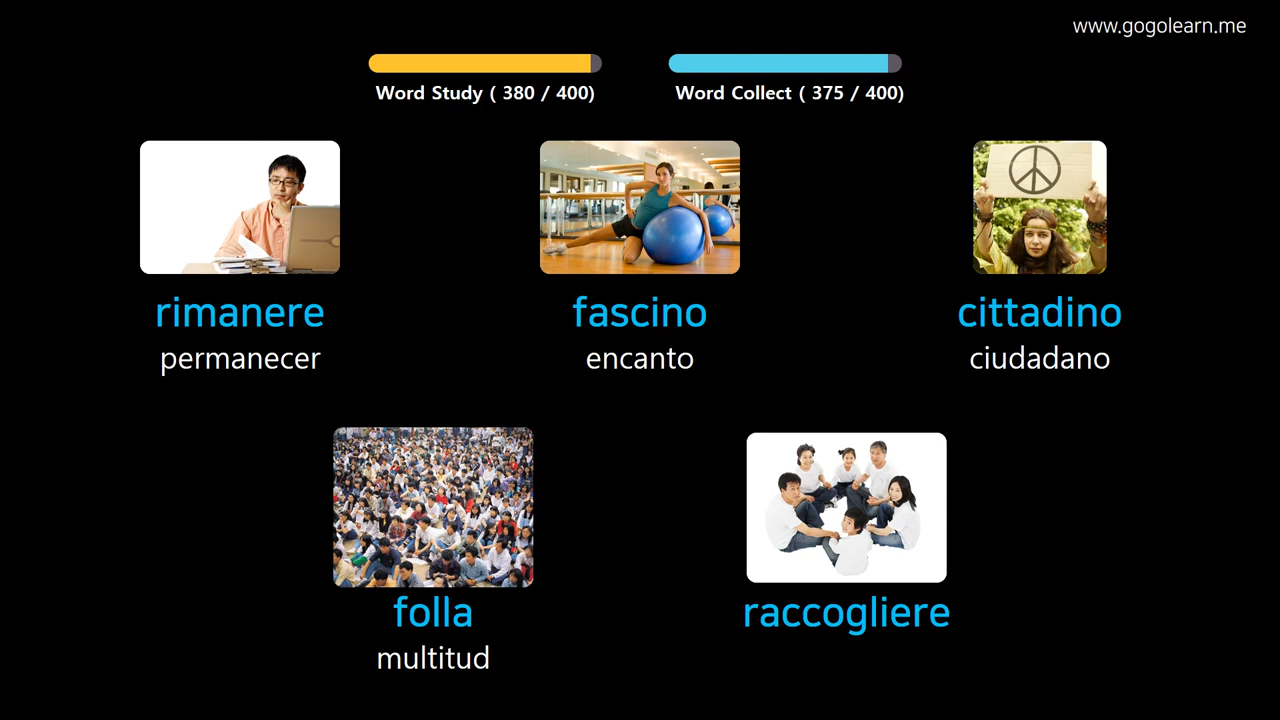 www.gogolearn.me
Word Study ( 380 / 400)
Word Collect ( 375 / 400)
rimanere
permanecer
fascino
encanto
cittadino
ciudadano
folla
multitud
raccogliere